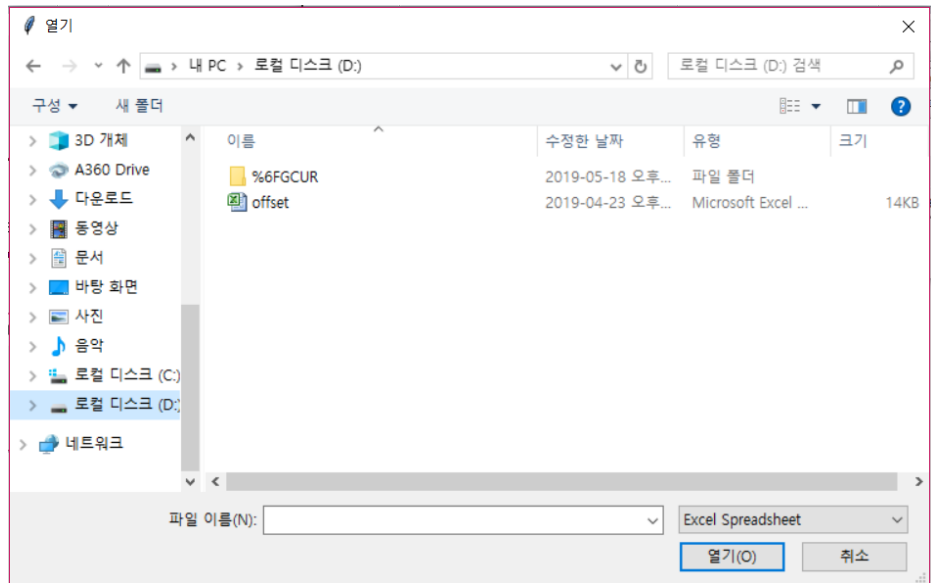 열기
내 PC > 로컬 디스크 (D:)
로컬 디스크 (D:) 검색
구성
새 폴더
이름
수정한 날짜
유형
크기
3D 개체
A360 Drive
다운로드
동영상
문서
바탕 화면
사진
음악
로컬 디스크 (C:)
로컬 디스크 (D:)
네트워크
%6FGCUR
2019-05-18 오후...
파일 폴더
offset
2019-04-23 오후...
Microsoft Excel ...
14KB
파일 이름(N):
Excel Spreadsheet
열기(O)
취소